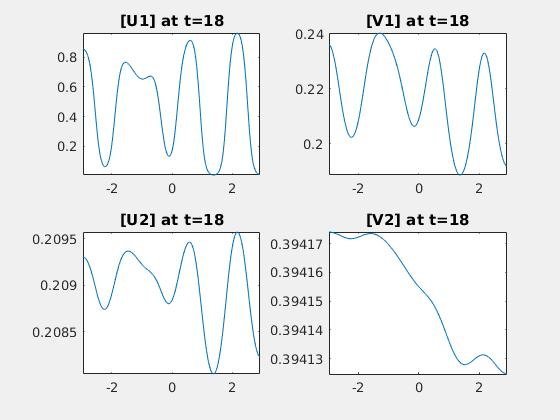 [U1] at t=18
0.8
0.6
0.4
0.2
-2 0 2
[V1] at t=18
0.24
0.22
0.2
-2 0 2
[U2] at t=18
0.2095
0.209
0.2085
-2 0 2
[V2] at t=18
0.39417
0.39416
0.39415
0.39414
0.39413
-2 0 2